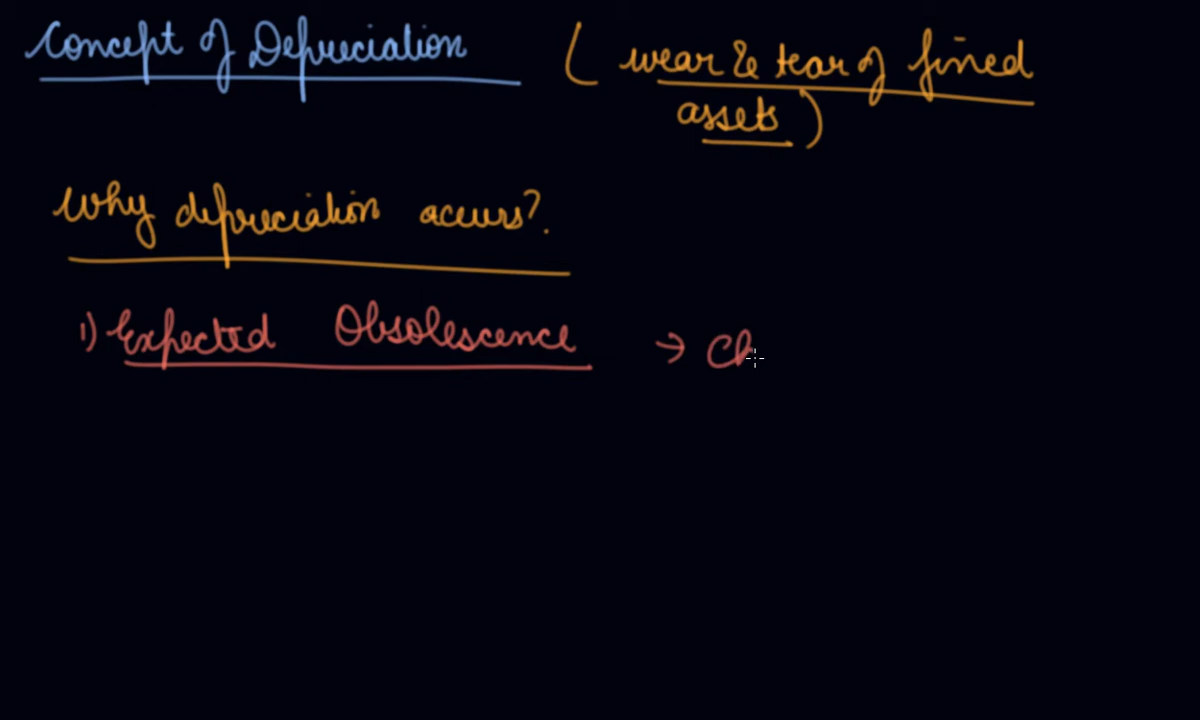 Concept of Depreciation ( wear & tear of fixed
assets )
Why depreciation occurs?
1) Expected Obsolescence → Ch